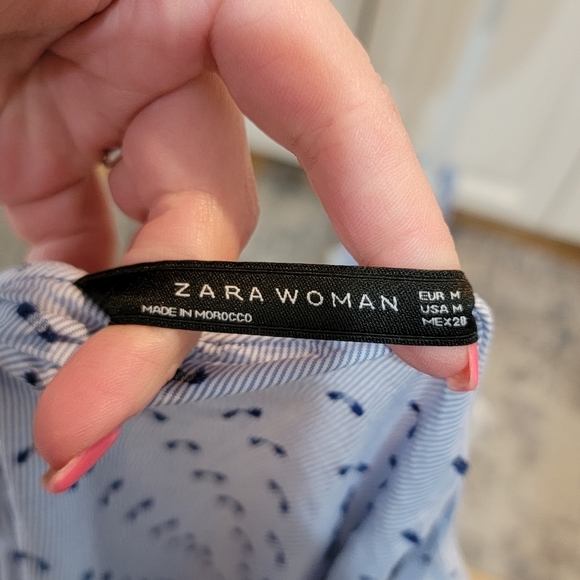 ZARA WOMAN
MADE IN MOROCCO
EUR M
USA M
MEX 28